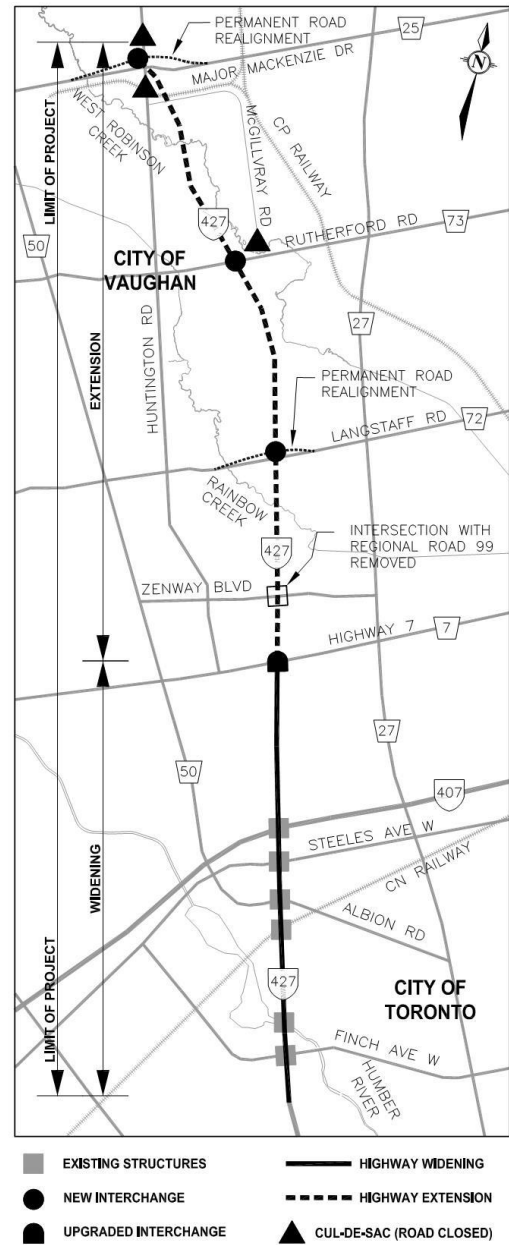 PERMANENT ROAD
REALIGNMENT
25
MAJOR MACKENZIE DR
N
WEST ROBINSON
CREEK
McGILLVRAY RD
CP RAILWAY
LIMIT OF PROJECT
50
427
RUTHERFORD RD
73
CITY OF
VAUGHAN
HUNTINGTON RD
27
EXTENSION
PERMANENT ROAD
REALIGNMENT
LANGSTAFF RD
72
RAINBOW
CREEK
427
INTERSECTION WITH
REGIONAL ROAD 99
REMOVED
ZENWAY BLVD
HIGHWAY 7
7
27
50
407
STEELES AVE W
CN RAILWAY
WIDENING
ALBION RD
427
CITY OF
TORONTO
LIMIT OF PROJECT
FINCH AVE W
HUMBER
RIVER
EXISTING STRUCTURES
HIGHWAY WIDENING
NEW INTERCHANGE
HIGHWAY EXTENSION
UPGRADED INTERCHANGE
CUL-DE-SAC (ROAD CLOSED)